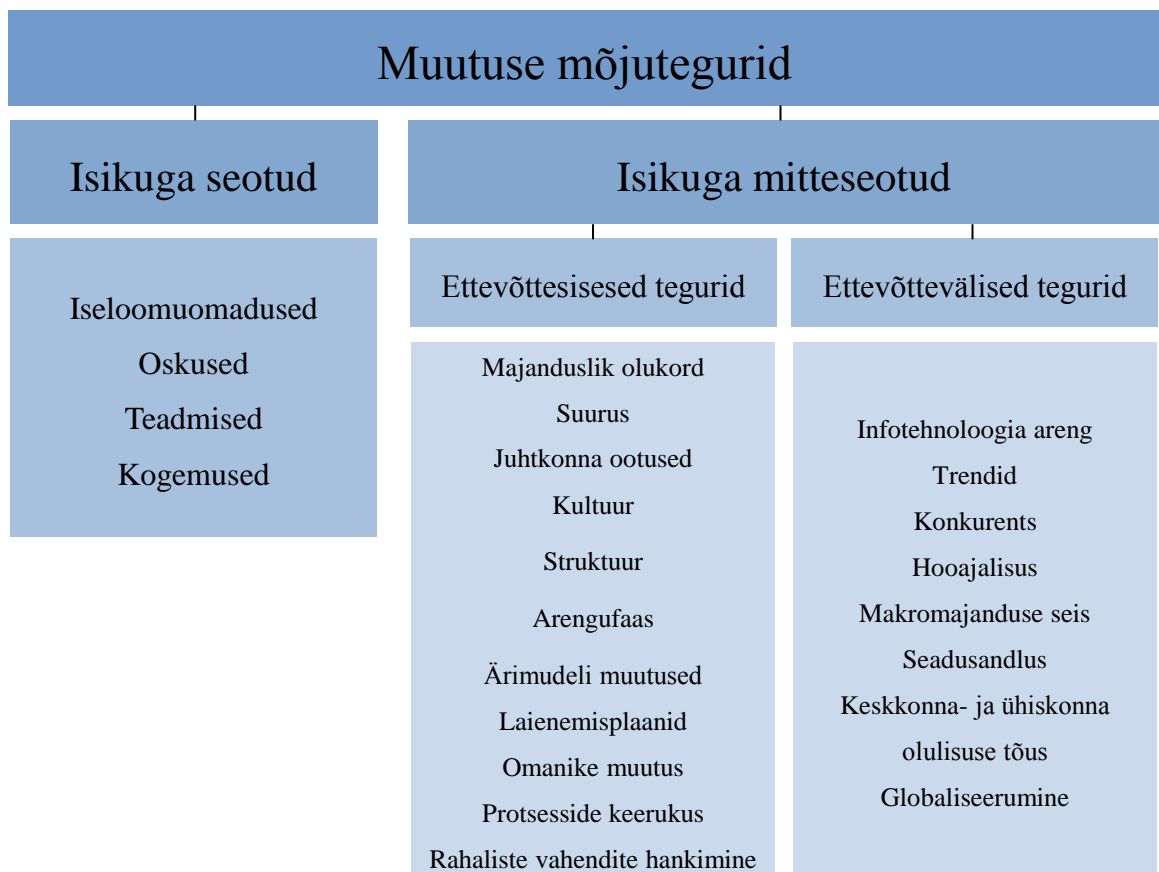 Muutuse mõjutegurid
Isikuga seotud
Isikuga mitteseotud
Iseloomuomadused
Oskused
Teadmised
Kogemused
Ettevõttesisesed tegurid
Majanduslik olukord
Suurus
Juhtkonna ootused
Kultuur
Struktuur
Arengufaas
Ärimudeli muutused
Laienemisplaanid
Omanike muutus
Protsesside keerukus
Rahaliste vahendite hankimine
Ettevõttevälised tegurid
Infotehnoloogia areng
Trendid
Konkurents
Hooajalisus
Makromajanduse seis
Seadusandlus
Keskkonna- ja ühiskonna
olulisuse tõus
Globaliseerumine